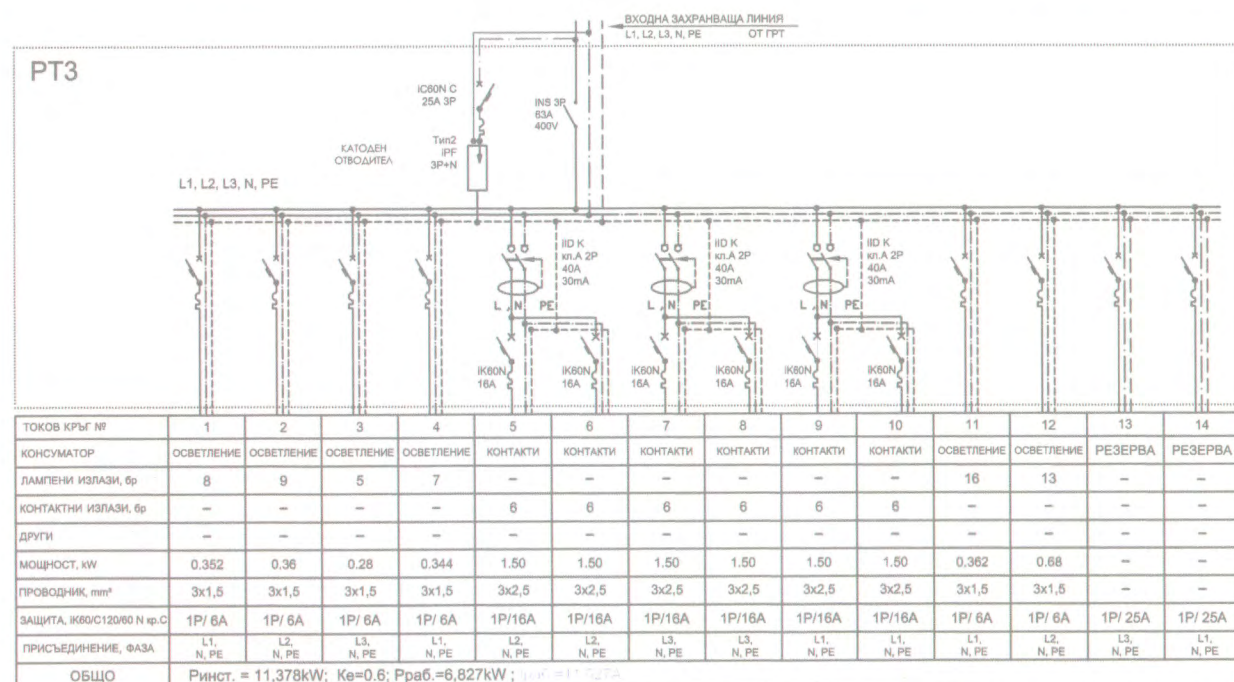 ВХОДНА ЗАХРАНВАЩА ЛИНИЯ
L1, L2, L3, N, PE ОТ ГРТ
РТ3
iC60N C
25A 3P
INS 3P
63A
400V
Тип2
iPF
3P+N
КАТОДЕН
ОТВОДИТЕЛ
L1, L2, L3, N, PE
IID K
кл.А 2P
40A
30mA
IID K
кл.А 2P
40A
30mA
IID K
кл.А 2P
40A
30mA
L , N PE
L , N PE
L , N PE
iK60N
16A
iK60N
16A
iK60N
16A
iK60N
16A
iK60N
16A
iK60N
16A
ТОКОВ КРЪГ № 1 2 3 4 5 6 7 8 9 10 11 12 13 14
КОНСУМАТОР ОСВЕТЛЕНИЕ ОСВЕТЛЕНИЕ ОСВЕТЛЕНИЕ ОСВЕТЛЕНИЕ КОНТАКТИ КОНТАКТИ КОНТАКТИ КОНТАКТИ КОНТАКТИ КОНТАКТИ ОСВЕТЛЕНИЕ ОСВЕТЛЕНИЕ РЕЗЕРВА РЕЗЕРВА
ЛАМПЕНИ ИЗЛАЗИ, бр 8 9 5 7 – – – – – – 16 13 – –
КОНТАКТНИ ИЗЛАЗИ, бр – – – – 6 6 6 6 6 6 – – – –
ДРУГИ – – – – – – – – – – – – – –
МОЩНОСТ, kW 0.352 0.36 0.28 0.344 1.50 1.50 1.50 1.50 1.50 1.50 0.362 0.68 – –
ПРОВОДНИК, mm² 3x1,5 3x1,5 3x1,5 3x1,5 3x2,5 3x2,5 3x2,5 3x2,5 3x2,5 3x2,5 3x1,5 3x1,5 – –
ЗАЩИТА, iK60/C120/60 N кр.C 1P/ 6A 1P/ 6A 1P/ 6A 1P/ 6A 1P/16A 1P/16A 1P/16A 1P/16A 1P/16A 1P/16A 1P/ 6A 1P/ 6A 1P/ 25A 1P/ 25A
ПРИСЪЕДИНЕНИЕ, ФАЗА L1, N, PE L2, N, PE L3, N, PE L1, N, PE L2, N, PE L2, N, PE L3, N, PE L3, N, PE L1, N, PE L1, N, PE L1, N, PE L2, N, PE L3, N, PE L1, N, PE
ОБЩО Ринст. = 11.378kW; Ке=0.6; Рраб.=6,827kW ;